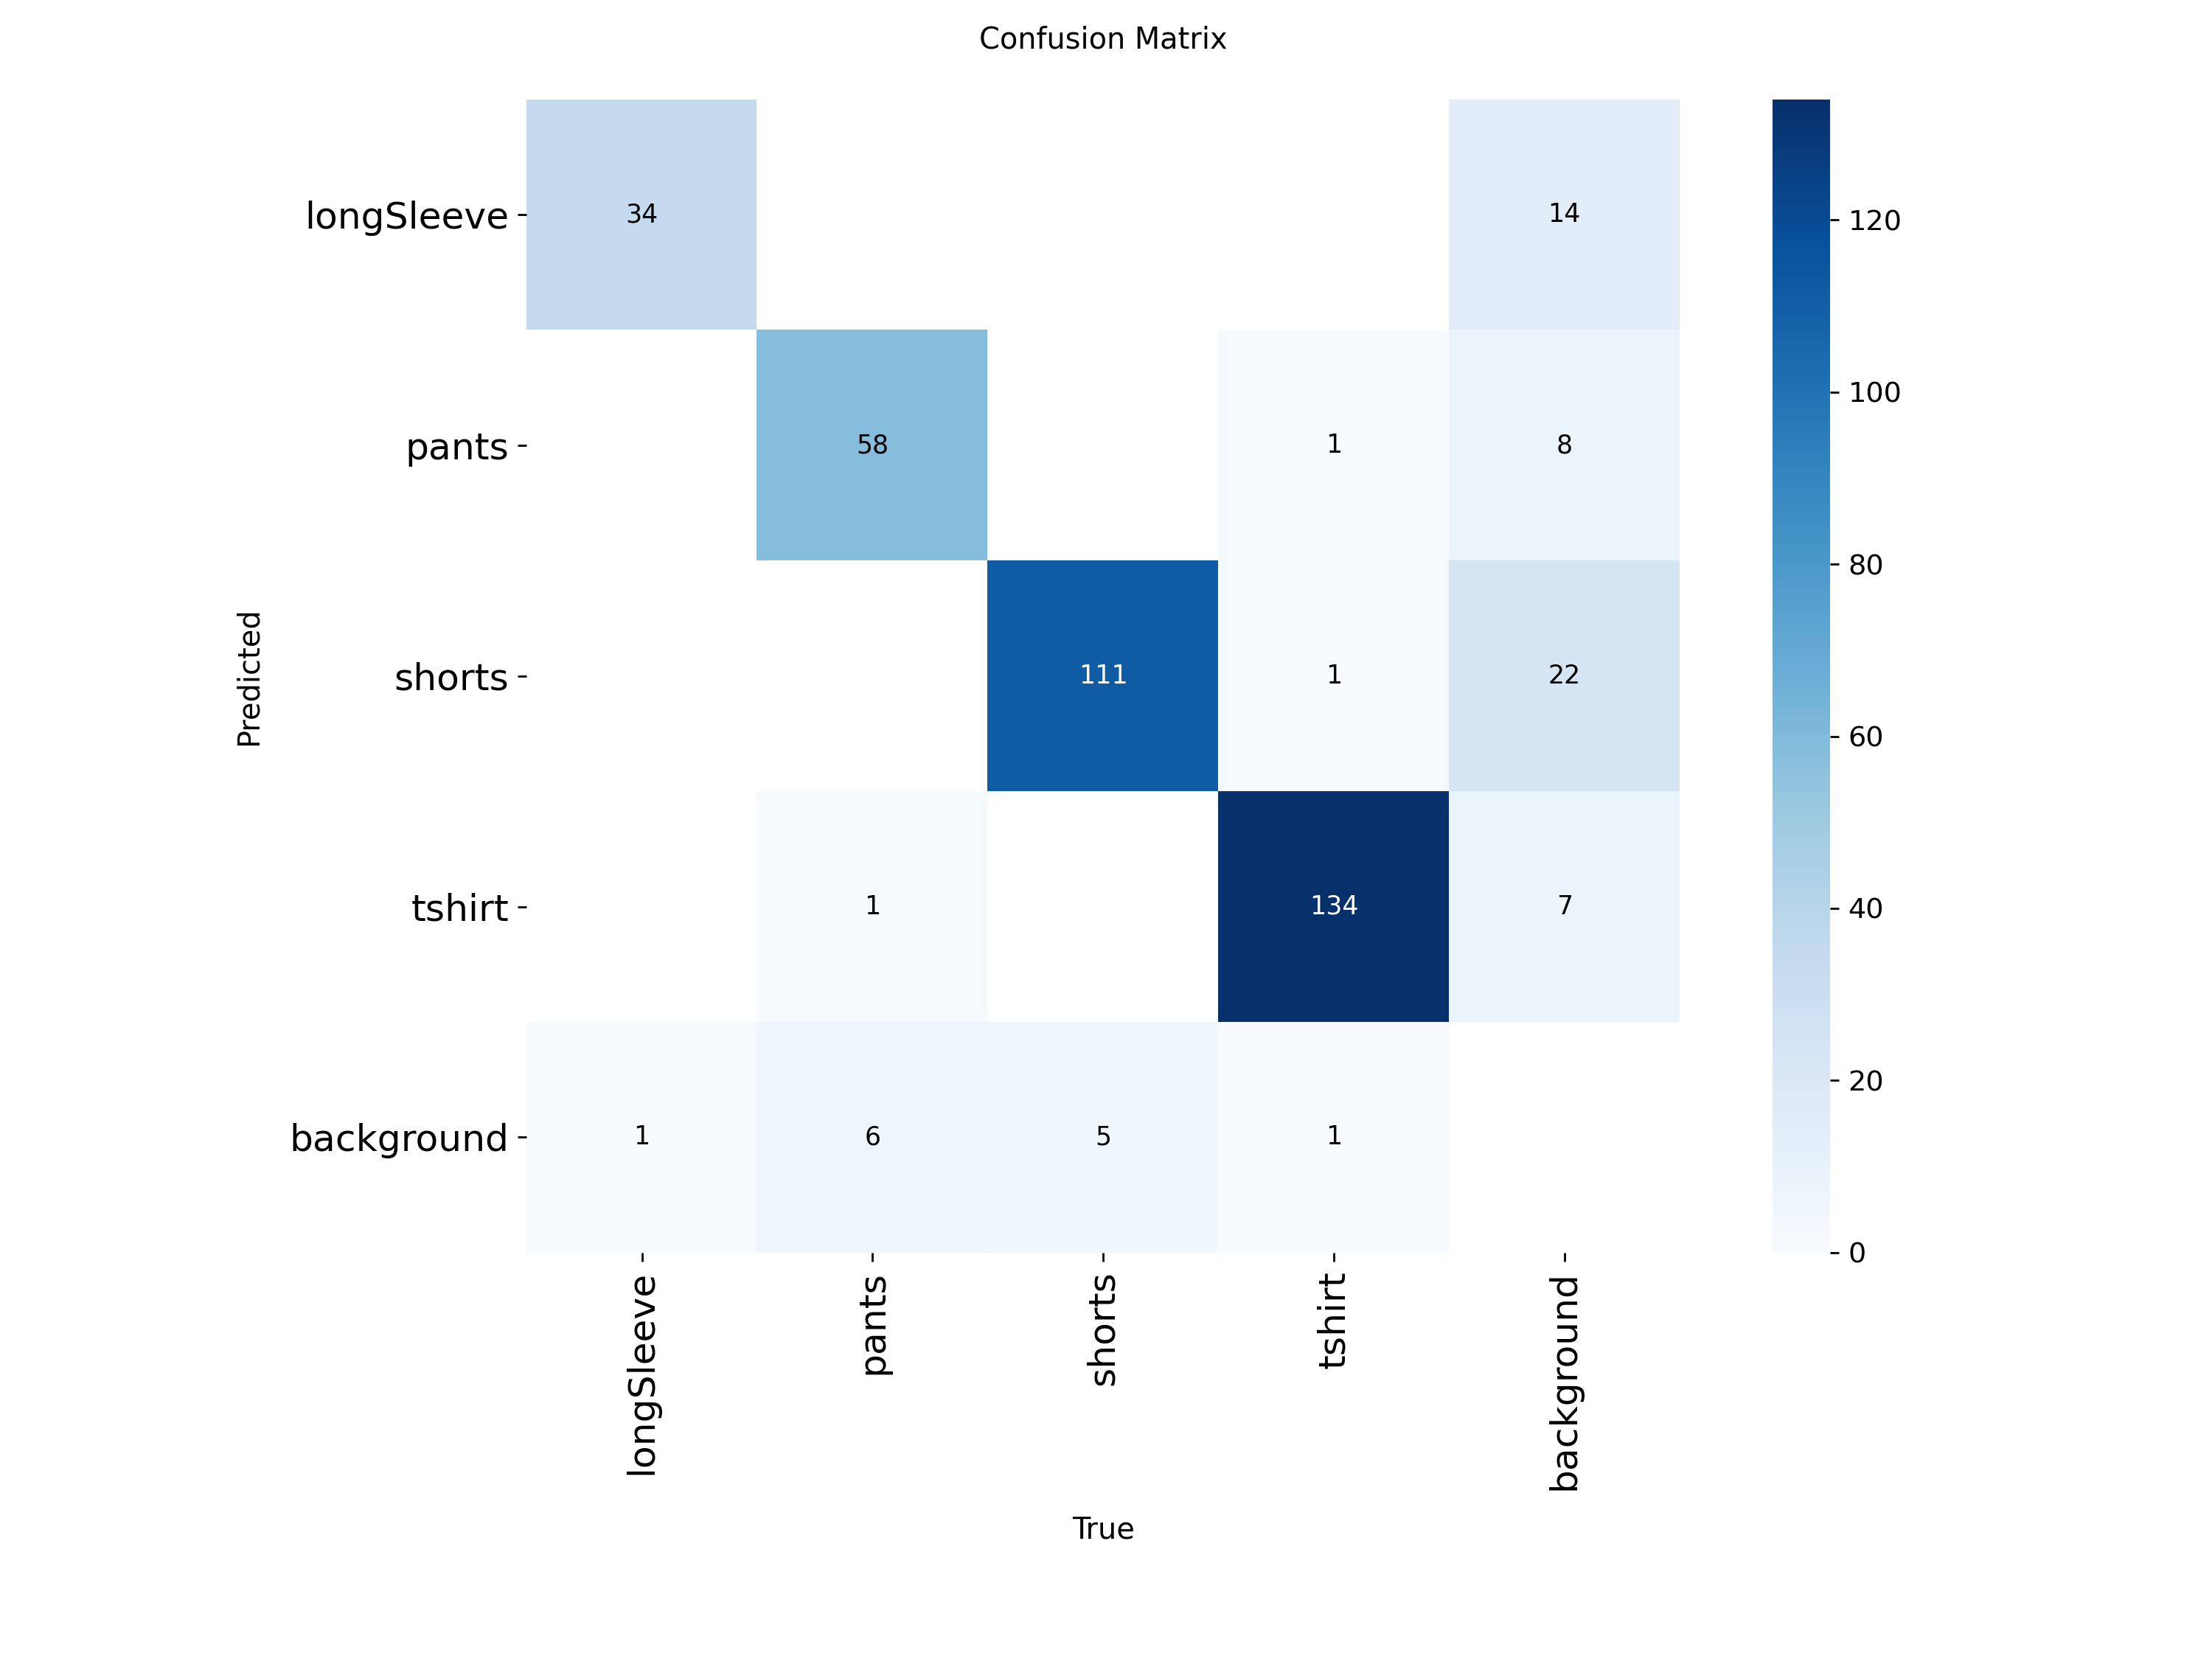 Confusion Matrix
longSleeve
34
14
120
100
pants
58
1
8
80
Predicted
shorts
111
1
22
60
tshirt
1
134
7
40
20
background
1
6
5
1
0
longSleeve
pants
shorts
tshirt
background
True